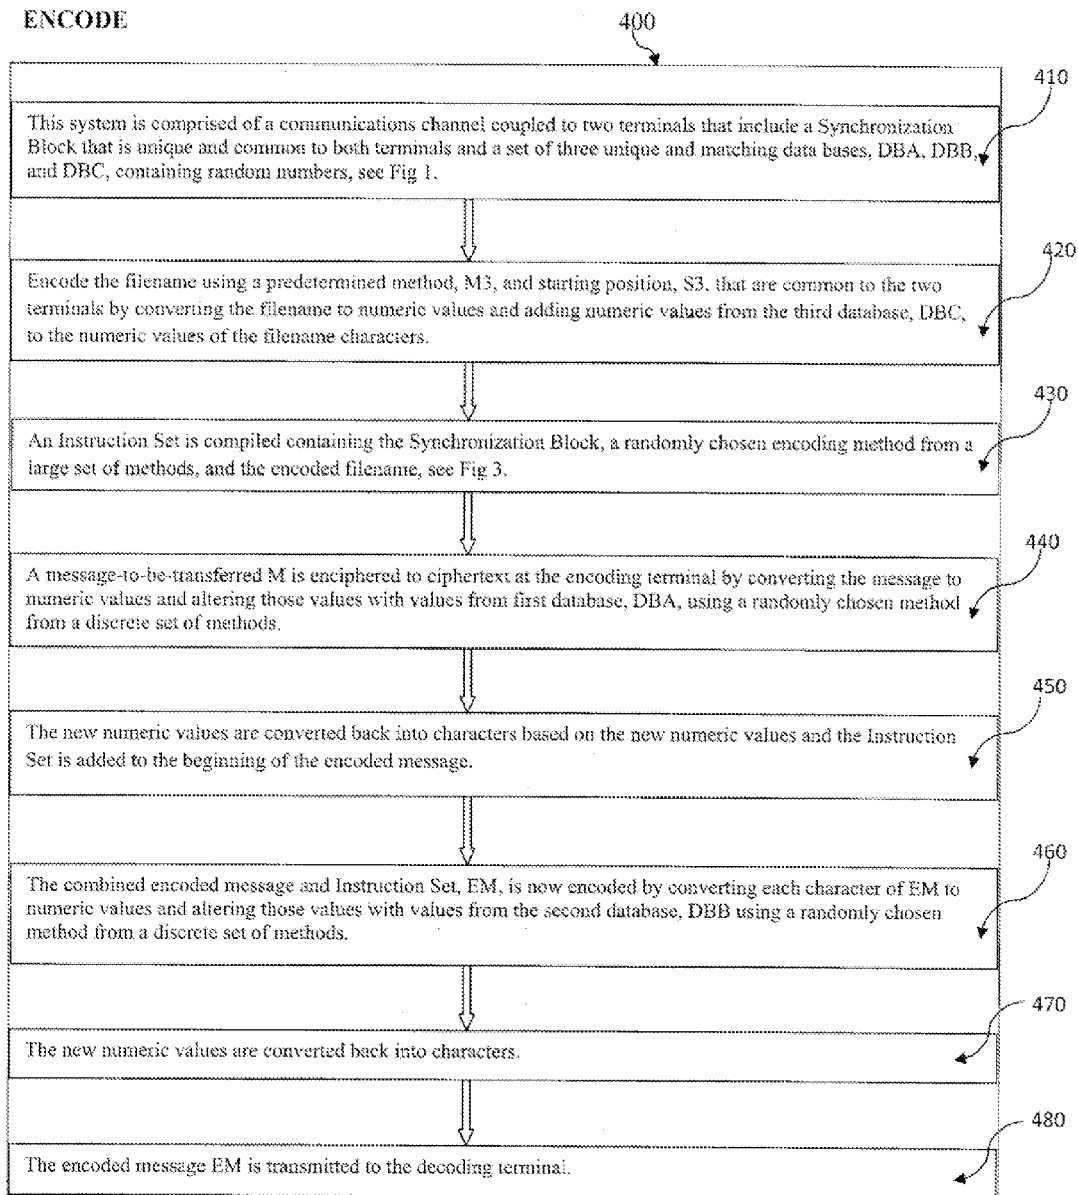 ENCODE
400
410
This system is comprised of a communications channel coupled to two terminals that include a Synchronization
Block that is unique and common to both terminals and a set of three unique and matching data bases, DBA, DBB,
and DBC, containing random numbers, see Fig 1.
420
Encode the filename using a predetermined method, M3, and starting position, S3, that are common to the two
terminals by converting the filename to numeric values and adding numeric values from the third database, DBC,
to the numeric values of the filename characters.
430
An Instruction Set is compiled containing the Synchronization Block, a randomly chosen encoding method from a
large set of methods, and the encoded filename, see Fig 3.
440
A message-to-be-transferred M is enciphered to ciphertext at the encoding terminal by converting the message to
numeric values and altering those values with values from first database, DBA, using a randomly chosen method
from a discrete set of methods.
450
The new numeric values are converted back into characters based on the new numeric values and the Instruction
Set is added to the beginning of the encoded message.
460
The combined encoded message and Instruction Set, EM, is now encoded by converting each character of EM to
numeric values and altering those values with values from the second database, DBB using a randomly chosen
method from a discrete set of methods.
470
The new numeric values are converted back into characters.
480
The encoded message EM is transmitted to the decoding terminal.